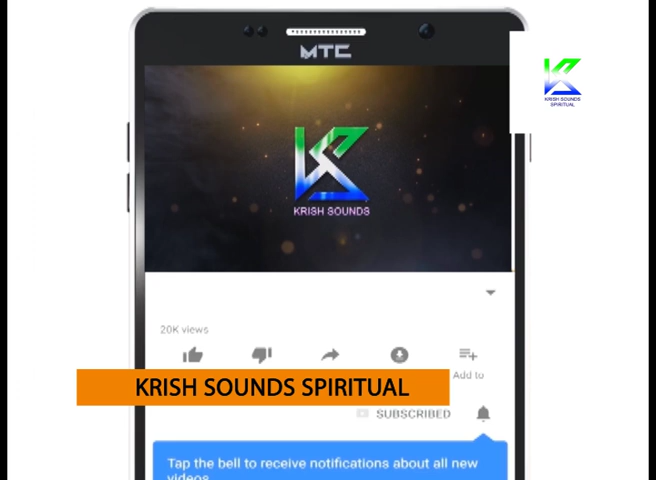 MTC
KRISH SOUNDS
SPIRITUAL
KRISH SOUNDS
20K views
Add to
KRISH SOUNDS SPIRITUAL
SUBSCRIBED
Tap the bell to receive notifications about all new
videos